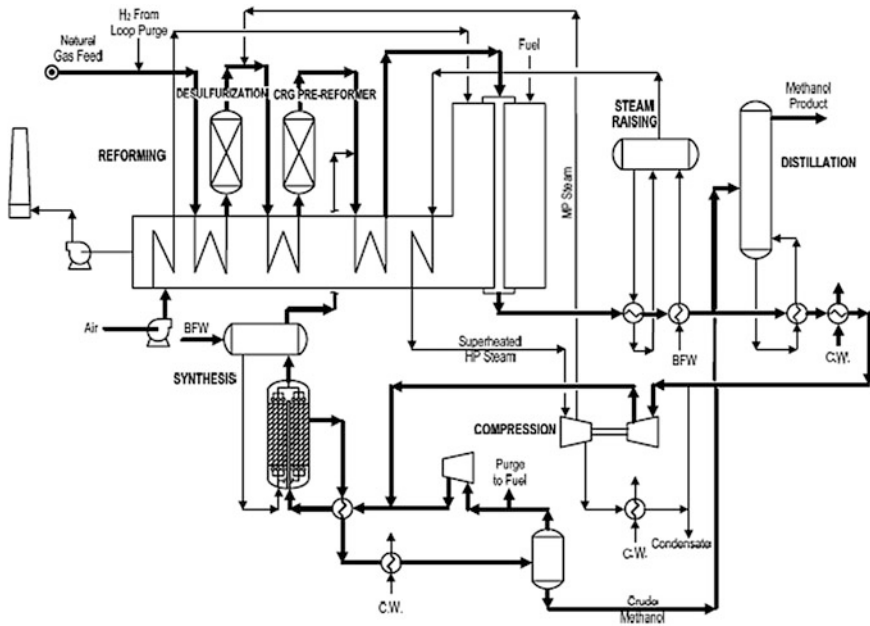 H₂ From
Loop Purge
Natural
Gas Feed
Fuel
DESULFURIZATION
CRG PRE-REFORMER
Methanol
Product
STEAM
RAISING
REFORMING
DISTILLATION
MP Steam
Air
BFW
Superheated
HP Steam
BFW
C.W.
SYNTHESIS
COMPRESSION
Purge
to Fuel
C.W.
Condensate
C.W.
Crude
Methanol